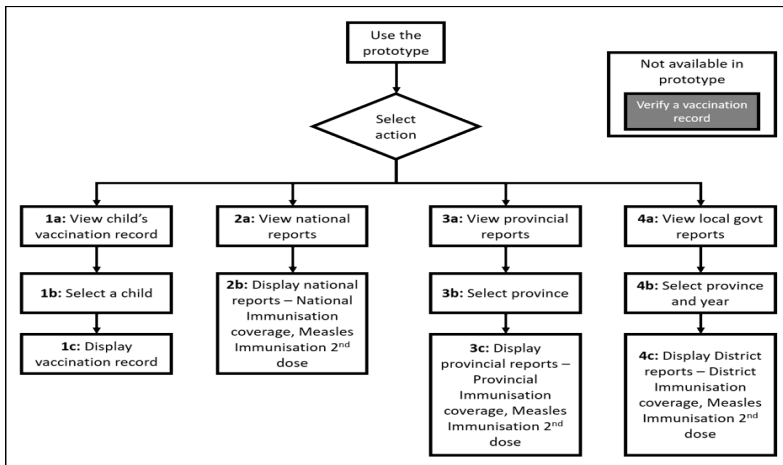 Use the
prototype
Not available in
prototype
Verify a vaccination
record
Select
action
1a: View child's
vaccination record
2a: View national
reports
3a: View provincial
reports
4a: View local govt
reports
1b: Select a child
2b: Display national
reports – National
Immunisation
coverage, Measles
Immunisation 2nd
dose
3b: Select province
4b: Select province
and year
1c: Display
vaccination record
3c: Display
provincial reports –
Provincial
Immunisation
coverage, Measles
Immunisation 2nd
dose
4c: Display District
reports – District
Immunisation
coverage, Measles
Immunisation 2nd
dose